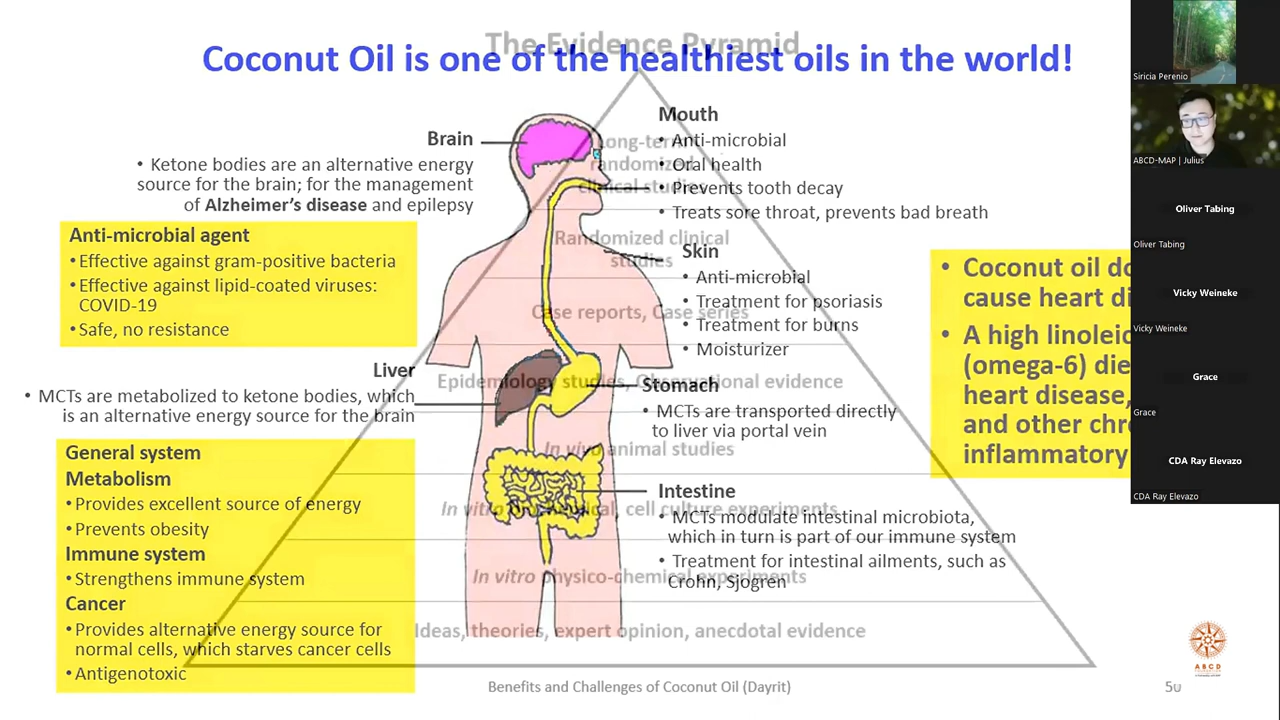 The Evidence Pyramid
Coconut Oil is one of the healthiest oils in the world!
Brain
• Ketone bodies are an alternative energy
source for the brain; for the management
of Alzheimer's disease and epilepsy
Anti-microbial agent
• Effective against gram-positive bacteria
• Effective against lipid-coated viruses:
COVID-19
• Safe, no resistance
Liver
• MCTs are metabolized to ketone bodies, which
is an alternative energy source for the brain
General system
Metabolism
• Provides excellent source of energy
• Prevents obesity
Immune system
• Strengthens immune system
Cancer
• Provides alternative energy source for
normal cells, which starves cancer cells
• Antigenotoxic
Mouth
• Anti-microbial
• Oral health
• Prevents tooth decay
• Treats sore throat, prevents bad breath
Skin
• Anti-microbial
• Treatment for psoriasis
• Treatment for burns
• Moisturizer
Stomach
• MCTs are transported directly
to liver via portal vein
Intestine
• MCTs modulate intestinal microbiota,
which in turn is part of our immune system
• Treatment for intestinal ailments, such as
Crohn, Sjogren
Long-term
randomized
clinical studies
Randomized clinical
studies
Case reports, Case series
Epidemiology studies, Observational evidence
In vivo animal studies
In vitro cell culture experiments
In vitro physico-chemical experiments
Ideas, theories, expert opinion, anecdotal evidence
• Coconut oil
cause heart
• A high
(omega-6)
heart disease,
and other
inflammatory
Benefits and Challenges of Coconut Oil (Dayrit)
ABCD
Siricia Perenio
ABCD-MAP | Julius
Oliver Tabing
Oliver Tabing
Vicky Weineke
Vicky Weineke
Grace
Grace
CDA Ray Elevazo
CDA Ray Elevazo